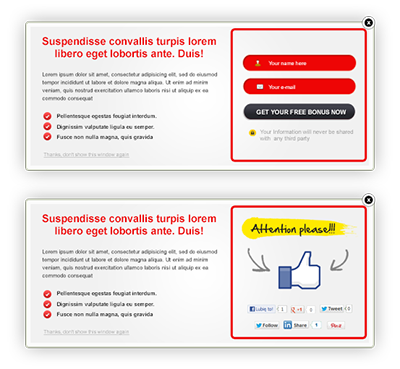 x
Suspendisse convallis turpis lorem
libero eget lobortis ante. Duis!
Lorem ipsum dolor sit amet, consectetur adipisicing elit, sed do eiusmod
tempor incididunt ut labore et dolore magna aliqua. Ut enim ad minim
veniam, quis nostrud exercitation ullamco laboris nisi ut aliquip ex ea
commodo consequat
Pellentesque egestas feugiat interdum.
Dignissim vulputate ligula eu semper.
Fusce non nulla magna, quis gravida
Thanks, don't show this window again
Your name here
Your e-mail
GET YOUR FREE BONUS NOW
Your information will never be shared
with any third party
x
Suspendisse convallis turpis lorem
libero eget lobortis ante. Duis!
Lorem ipsum dolor sit amet, consectetur adipisicing elit, sed do eiusmod
tempor incididunt ut labore et dolore magna aliqua. Ut enim ad minim
veniam, quis nostrud exercitation ullamco laboris nisi ut aliquip ex ea
commodo consequat
Pellentesque egestas feugiat interdum.
Dignissim vulputate ligula eu semper.
Fusce non nulla magna, quis gravida
Thanks, don't show this window again
Attention please!!!
Lubię to! 1 +1 0 Tweet 0
Follow in Share 1 Pin it